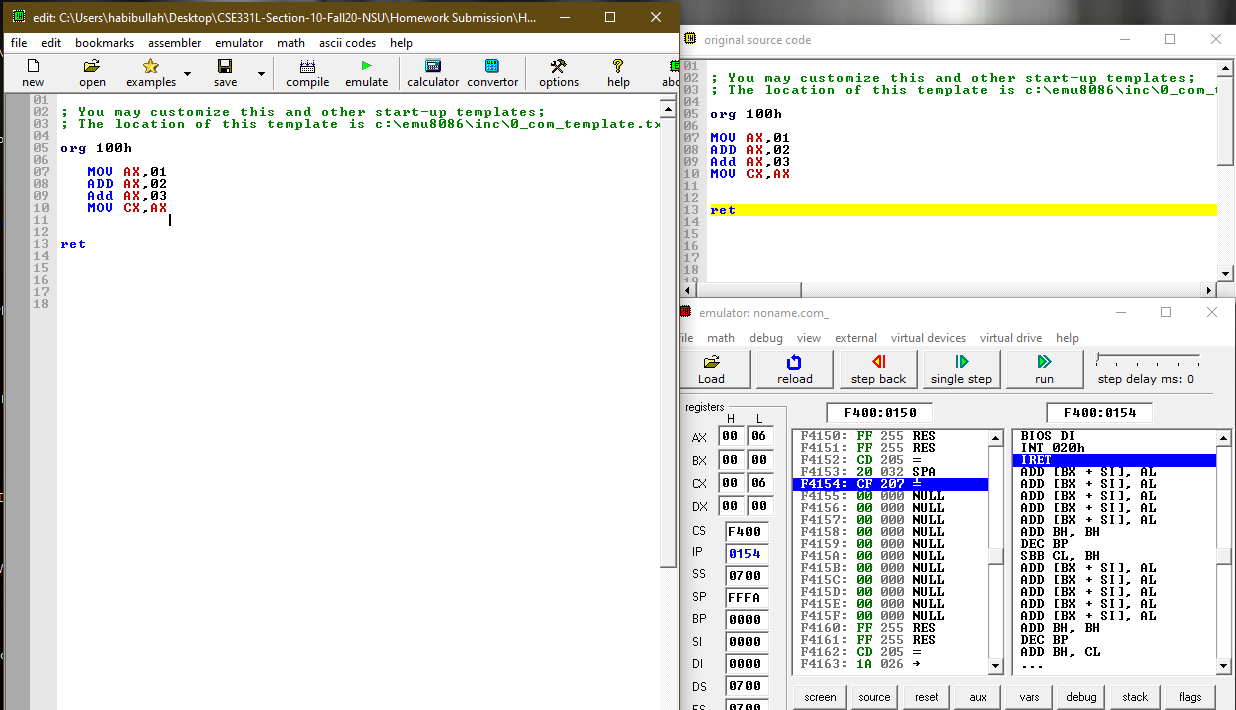 edit: C:\Users\habibullah\Desktop\CSE331L-Section-10-Fall20-NSU\Homework Submission\H...
file edit bookmarks assembler emulator math ascii codes help
new open examples save compile emulate calculator convertor options help abo
01
02 ; You may customize this and other start-up templates;
03 ; The location of this template is c:\emu8086\inc\0_com_template.tx
04
05 org 100h
06
07 MOV AX,01
08 ADD AX,02
09 Add AX,03
10 MOV CX,AX
11
12
13 ret
14
15
16
17
18
original source code
01
02 ; You may customize this and other start-up templates;
03 ; The location of this template is c:\emu8086\inc\0_com_t
04
05 org 100h
06
07 MOV AX,01
08 ADD AX,02
09 Add AX,03
10 MOV CX,AX
11
12
13 ret
14
15
16
17
18
19
emulator: noname.com_
file math debug view external virtual devices virtual drive help
Load reload step back single step run step delay ms: 0
registers
H L
AX 00 06
BX 00 00
CX 00 06
DX 00 00
CS F400
IP 0154
SS 0700
SP FFFA
BP 0000
SI 0000
DI 0000
DS 0700
ES 0700
F400:0150 F400:0154
F4150: FF 255 RES
F4151: FF 255 RES
F4152: CD 205 =
F4153: 20 032 SPA
F4154: CF 207 ╧
F4155: 00 000 NULL
F4156: 00 000 NULL
F4157: 00 000 NULL
F4158: 00 000 NULL
F4159: 00 000 NULL
F415A: 00 000 NULL
F415B: 00 000 NULL
F415C: 00 000 NULL
F415D: 00 000 NULL
F415E: 00 000 NULL
F415F: 00 000 NULL
F4160: FF 255 RES
F4161: FF 255 RES
F4162: CD 205 =
F4163: 1A 026 →
BIOS DI
INT 020h
IRET
ADD [BX + SI], AL
ADD [BX + SI], AL
ADD [BX + SI], AL
ADD [BX + SI], AL
ADD [BX + SI], AL
ADD BH, BH
DEC BP
SBB CL, BH
ADD [BX + SI], AL
ADD [BX + SI], AL
ADD [BX + SI], AL
ADD [BX + SI], AL
ADD [BX + SI], AL
ADD BH, BH
DEC BP
ADD BH, CL
...
screen source reset aux vars debug stack flags